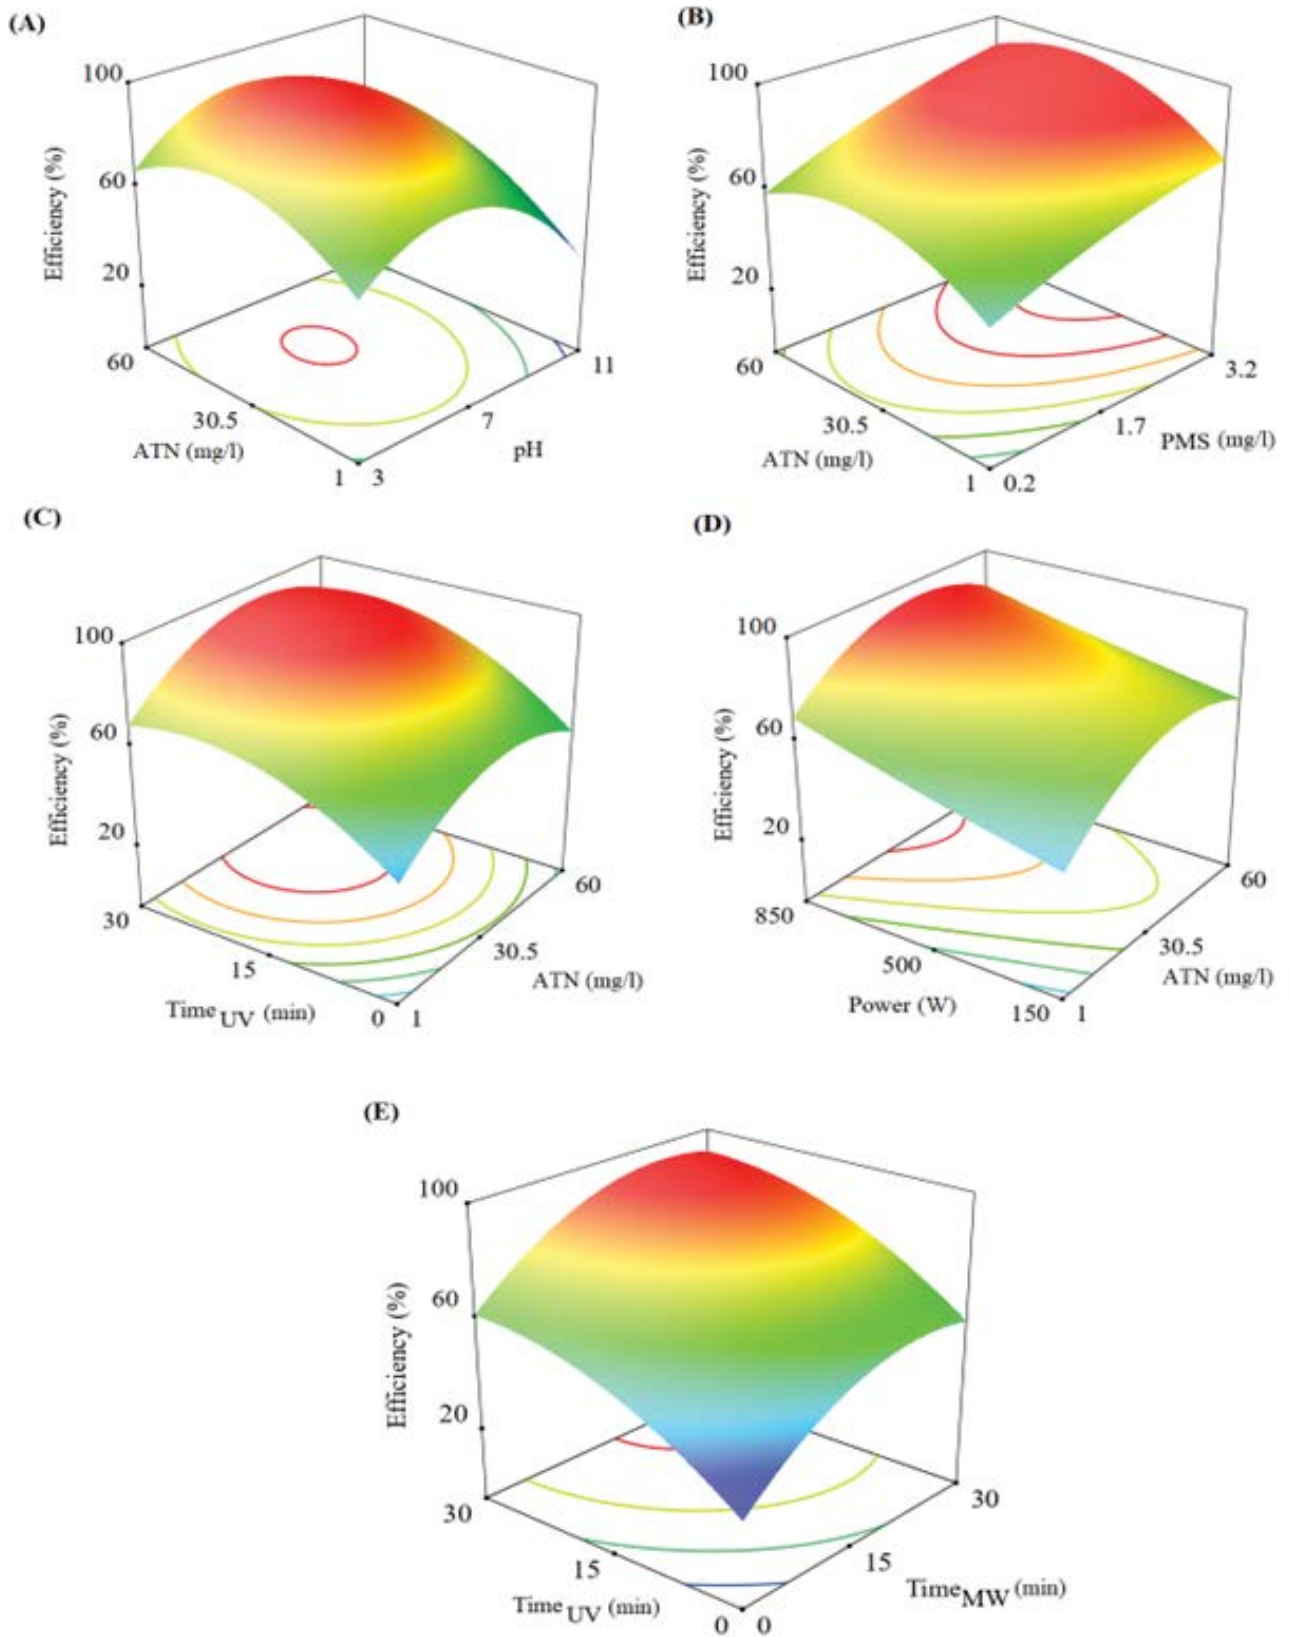 (A)
100
60
20
Efficiency (%)
60
30.5
ATN (mg/l)
1
3
7
pH
11
(B)
100
60
20
Efficiency (%)
60
30.5
ATN (mg/l)
1
0.2
1.7
PMS (mg/l)
3.2
(C)
100
60
20
Efficiency (%)
30
15
Time UV (min)
0
1
30.5
ATN (mg/l)
60
(D)
100
60
20
Efficiency (%)
850
500
Power (W)
150
1
30.5
ATN (mg/l)
60
(E)
100
60
20
Efficiency (%)
30
15
Time UV (min)
0
0
15
Time MW (min)
30